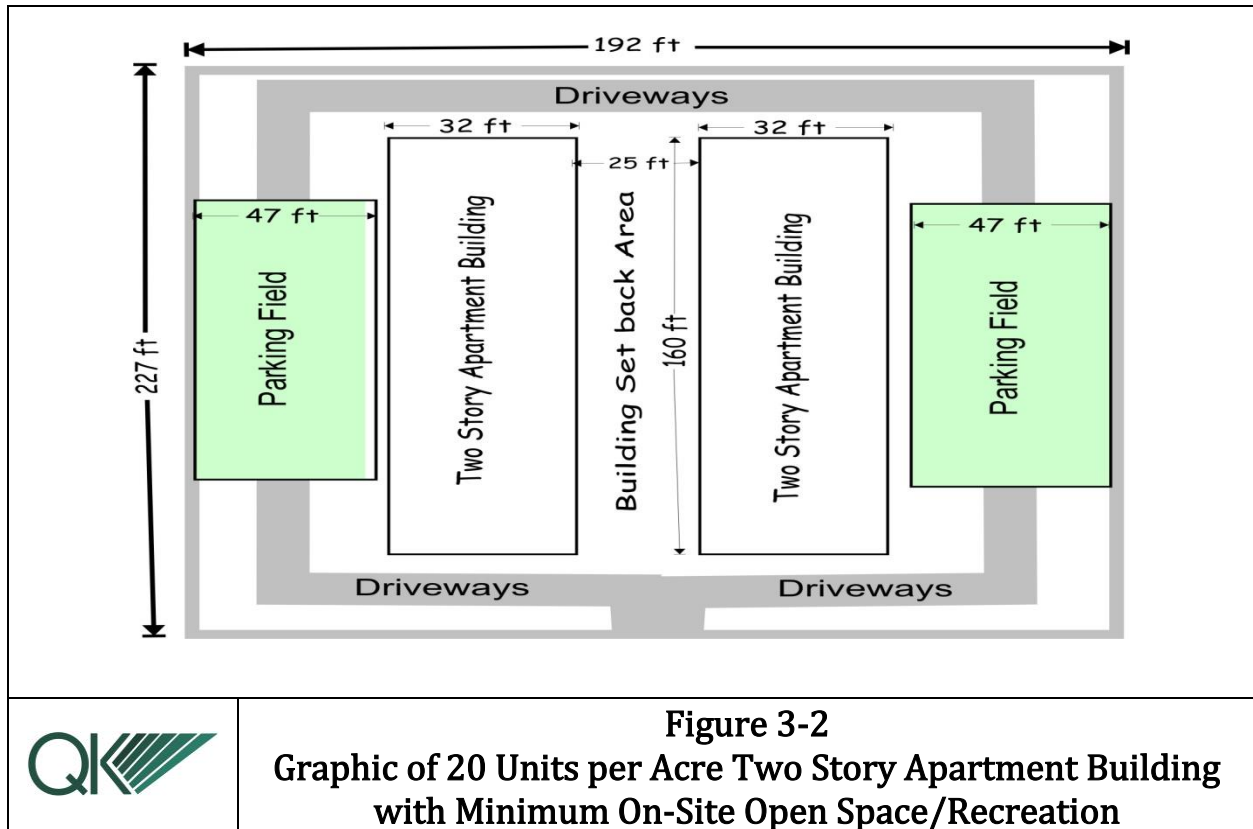 192 ft
Driveways
32 ft
32 ft
25 ft
47 ft
47 ft
Parking Field
Two Story Apartment Building
Building Set back Area
160 ft
Two Story Apartment Building
Parking Field
227 ft
Driveways
Driveways
QK
Figure 3-2
Graphic of 20 Units per Acre Two Story Apartment Building
with Minimum On-Site Open Space/Recreation